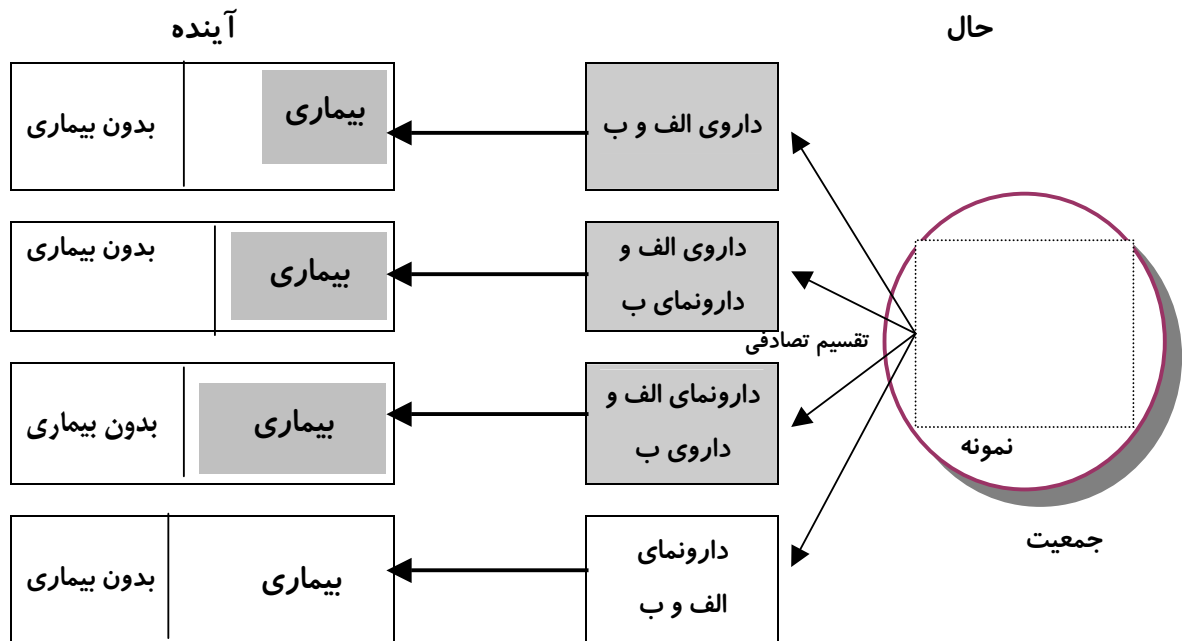 حال
آینده
داروی الف و ب
بیماری
بدون بیماری
داروی الف و
دارونمای ب
بیماری
بدون بیماری
تقسیم تصادفی
دارونمای الف و
داروی ب
بیماری
بدون بیماری
نمونه
جمعیت
دارونمای
الف و ب
بیماری
بدون بیماری